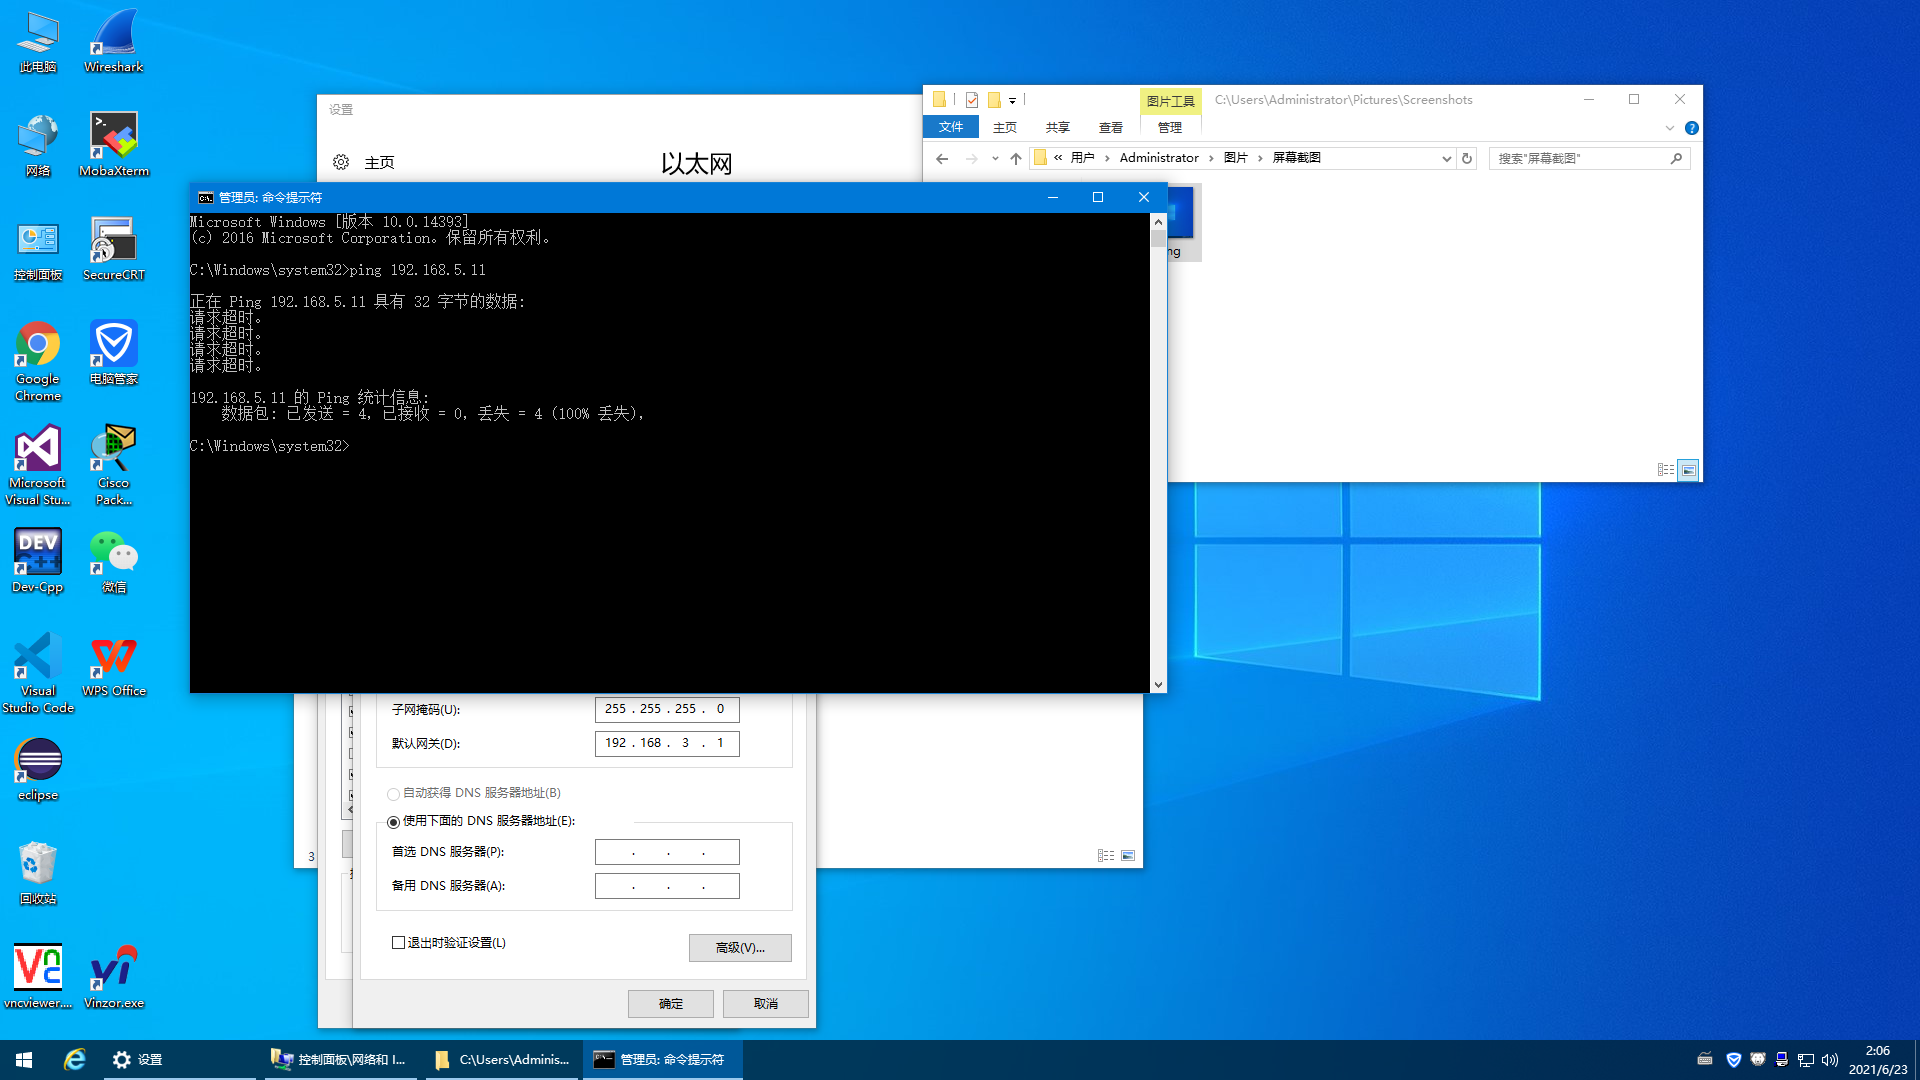 此电脑
Wireshark
网络
MobaXterm
控制面板
SecureCRT
Google
Chrome
电脑管家
Microsoft
Visual Stu...
Cisco
Pack...
DEV
C++
Dev-Cpp
微信
Visual
Studio Code
WPS Office
eclipse
回收站
vncviewer....
Vinzor.exe
设置
主页
以太网
图片工具
C:\Users\Administrator\Pictures\Screenshots
文件
主页
共享
查看
管理
« 用户 › Administrator › 图片 › 屏幕截图
搜索"屏幕截图"
管理员: 命令提示符
Microsoft Windows [版本 10.0.14393]
(c) 2016 Microsoft Corporation。保留所有权利。
C:\Windows\system32>ping 192.168.5.11
正在 Ping 192.168.5.11 具有 32 字节的数据:
请求超时。
请求超时。
请求超时。
请求超时。
192.168.5.11 的 Ping 统计信息:
数据包: 已发送 = 4，已接收 = 0，丢失 = 4 (100% 丢失)，
C:\Windows\system32>
子网掩码(U):
255 . 255 . 255 . 0
默认网关(D):
192 . 168 . 3 . 1
自动获得 DNS 服务器地址(B)
使用下面的 DNS 服务器地址(E):
首选 DNS 服务器(P):
. . .
备用 DNS 服务器(A):
. . .
退出时验证设置(L)
高级(V)...
确定
取消
3
设置
控制面板\网络和 I...
C:\Users\Adminis...
管理员: 命令提示符
2:06
2021/6/23